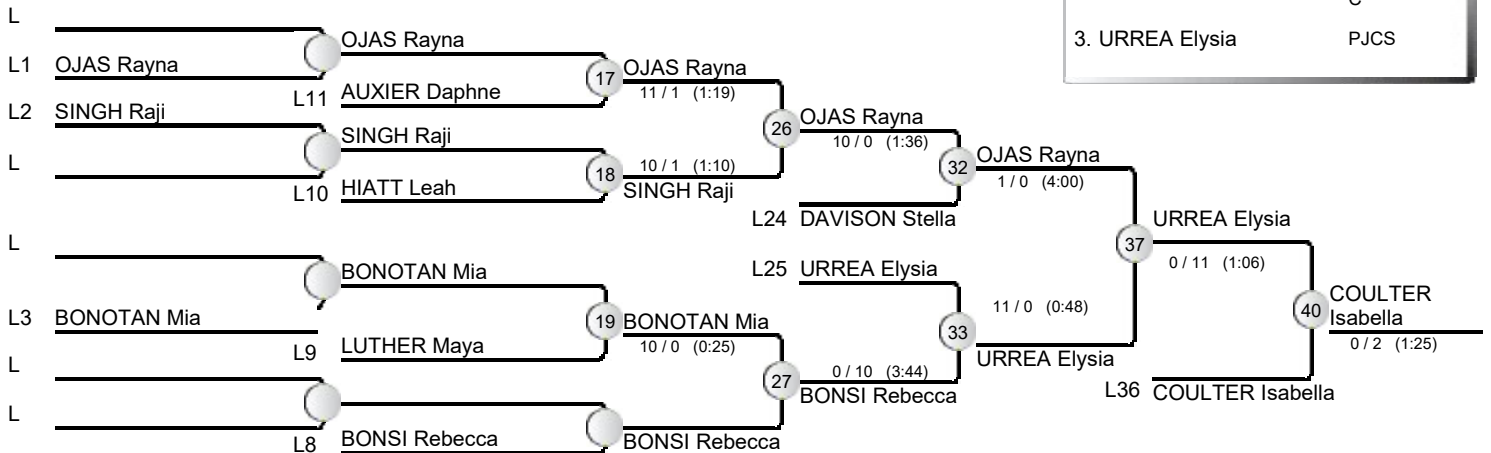 C
3. URREA Elysia PJCS
L
L1 OJAS Rayna
L2 SINGH Raji
L
L
L3 BONOTAN Mia
L
L
OJAS Rayna
L11 AUXIER Daphne
SINGH Raji
L10 HIATT Leah
BONOTAN Mia
L9 LUTHER Maya
L8 BONSI Rebecca
17
OJAS Rayna
11 / 1 (1:19)
18
10 / 1 (1:10)
SINGH Raji
19
BONOTAN Mia
10 / 0 (0:25)
BONSI Rebecca
26
OJAS Rayna
10 / 0 (1:36)
L24 DAVISON Stella
L25 URREA Elysia
27
0 / 10 (3:44)
BONSI Rebecca
32
OJAS Rayna
1 / 0 (4:00)
33
11 / 0 (0:48)
URREA Elysia
37
URREA Elysia
0 / 11 (1:06)
L36 COULTER Isabella
40
COULTER
Isabella
0 / 2 (1:25)